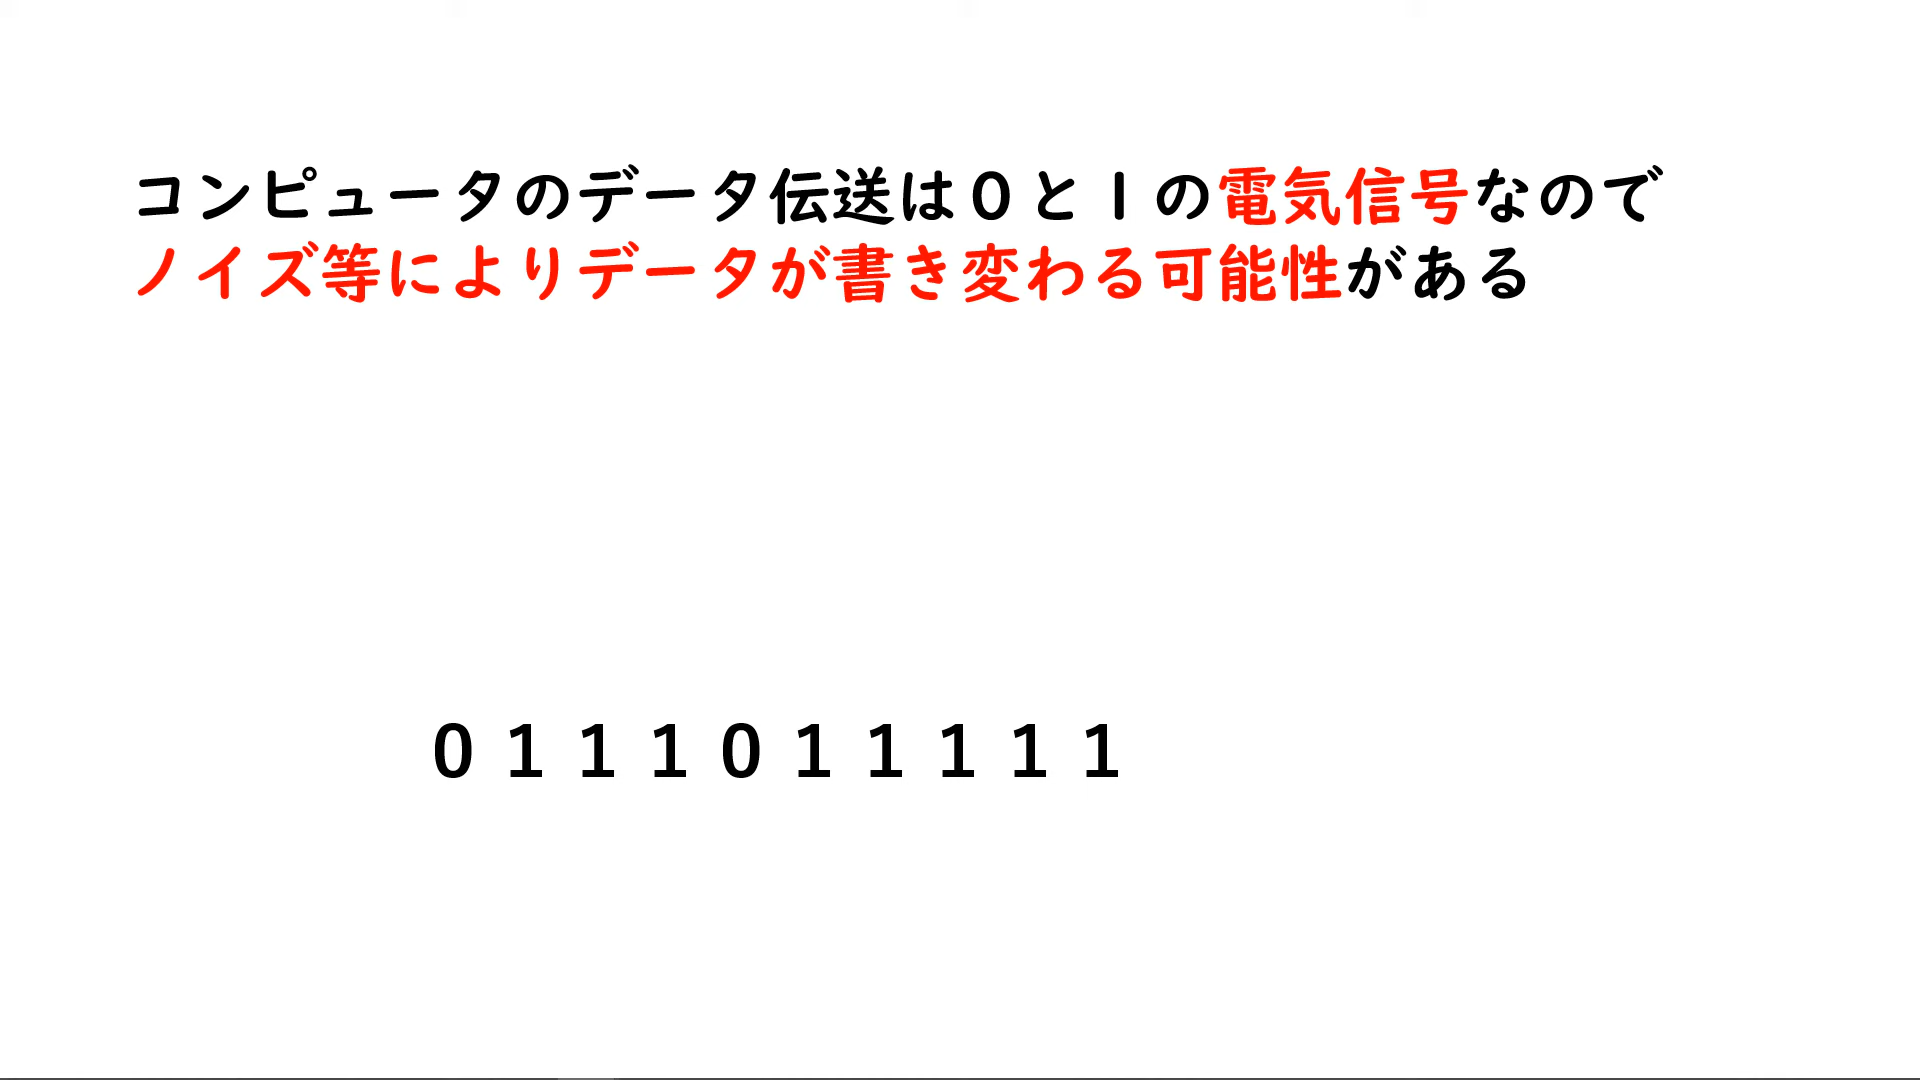 コンピュータのデータ伝送は０と１の電気信号なので
ノイズ等によりデータが書き変わる可能性がある
0 1 1 1 0 1 1 1 1 1